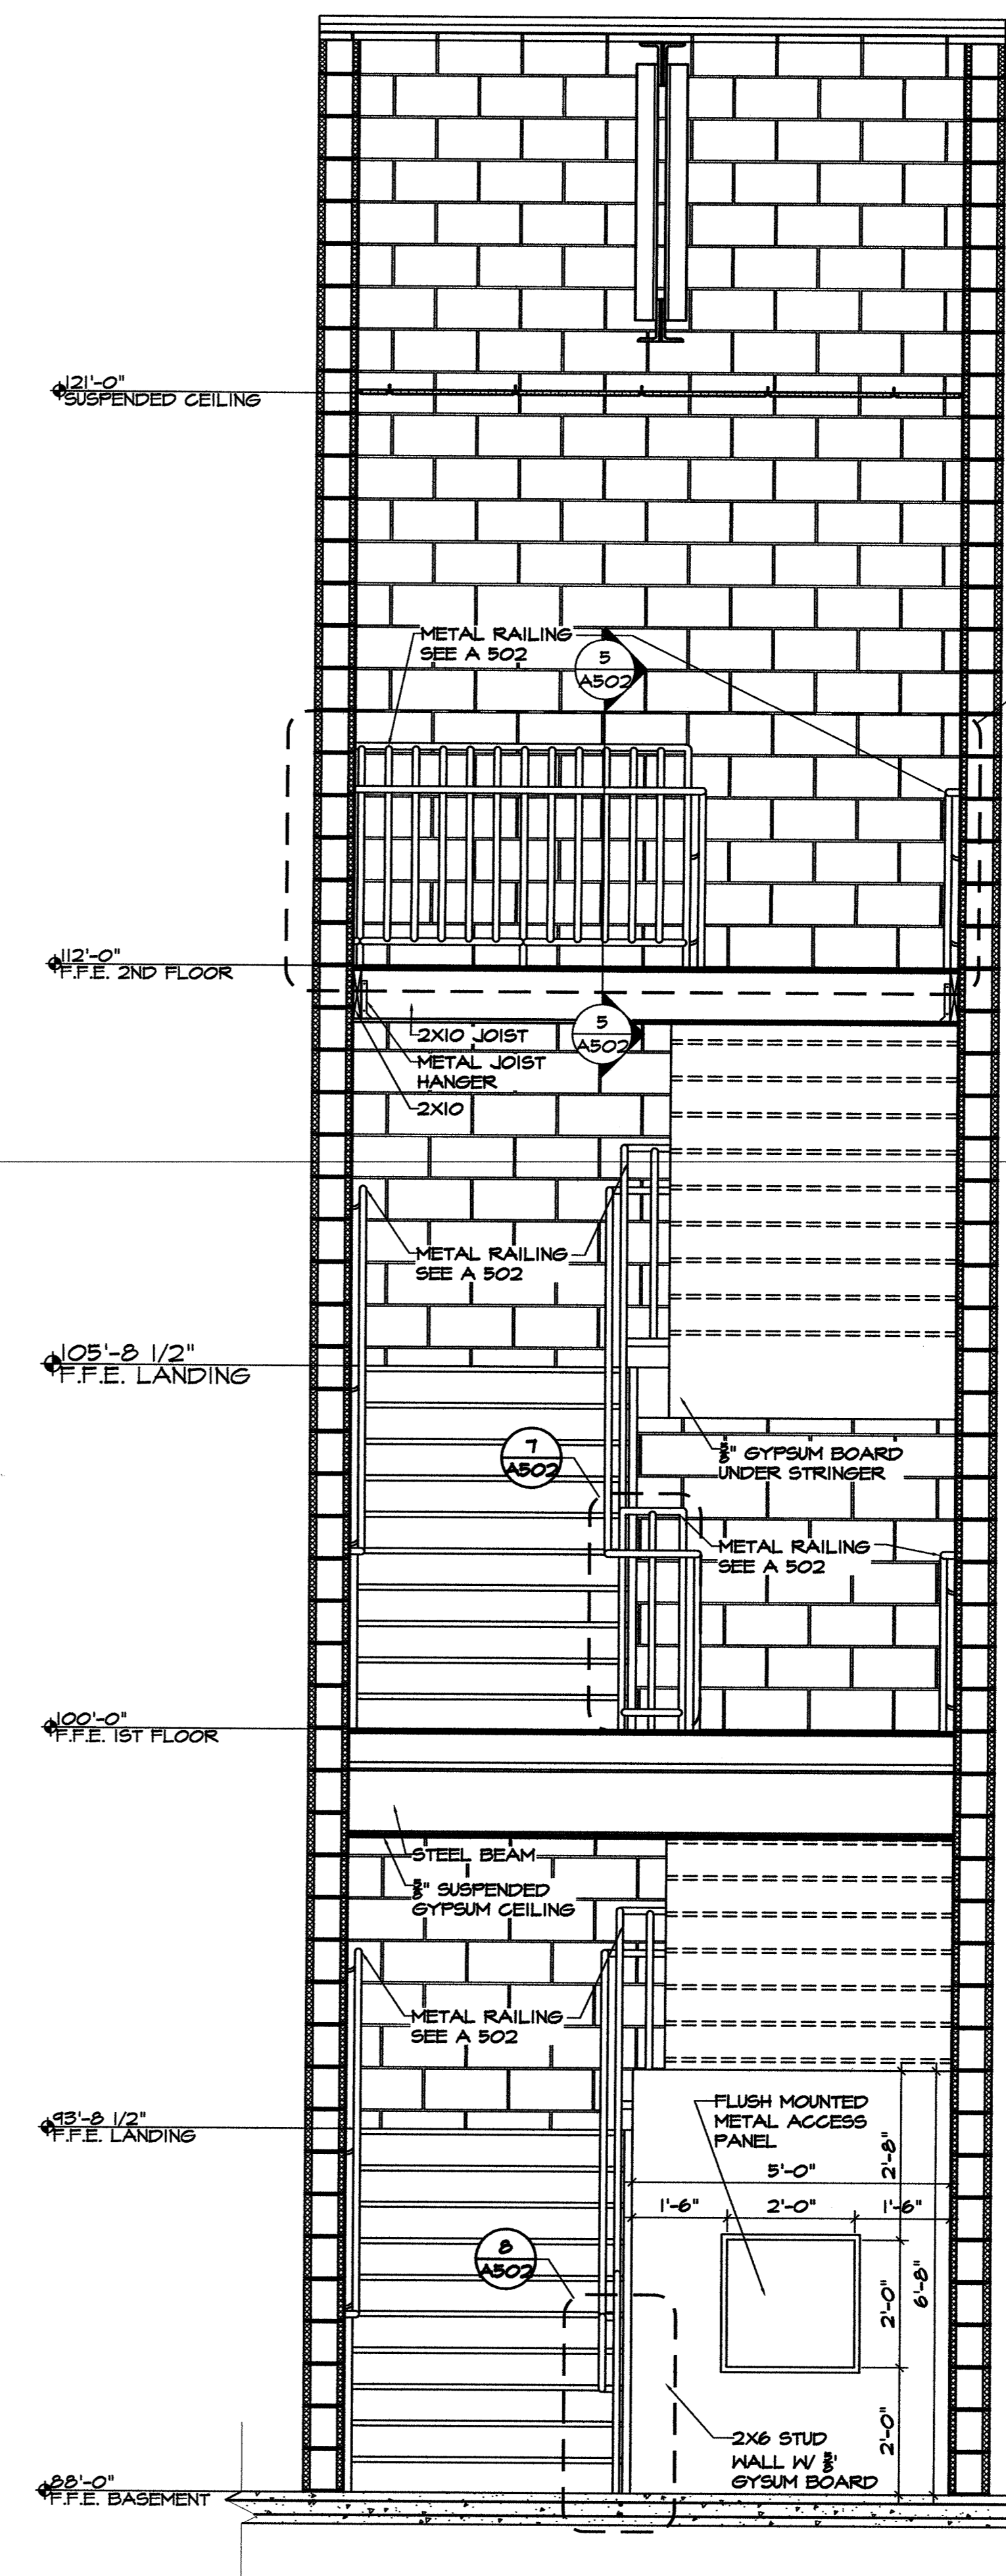 121'-0"
SUSPENDED CEILING
METAL RAILING
SEE A 502
5
A502
112'-0"
F.F.E. 2ND FLOOR
2X10 JOIST
5
A502
METAL JOIST
HANGER
2X10
METAL RAILING
SEE A 502
105'-8 1/2"
F.F.E. LANDING
7
A502
5/8" GYPSUM BOARD
UNDER STRINGER
METAL RAILING
SEE A 502
100'-0"
F.F.E. 1ST FLOOR
STEEL BEAM
5/8" SUSPENDED
GYPSUM CEILING
METAL RAILING
SEE A 502
93'-8 1/2"
F.F.E. LANDING
FLUSH MOUNTED
METAL ACCESS
PANEL
2'-8"
5'-0"
1'-6"
2'-0"
1'-6"
8
A502
2'-0"
6'-8"
2'-0"
2X6 STUD
WALL W/ 5/8"
GYSUM BOARD
88'-0"
F.F.E. BASEMENT